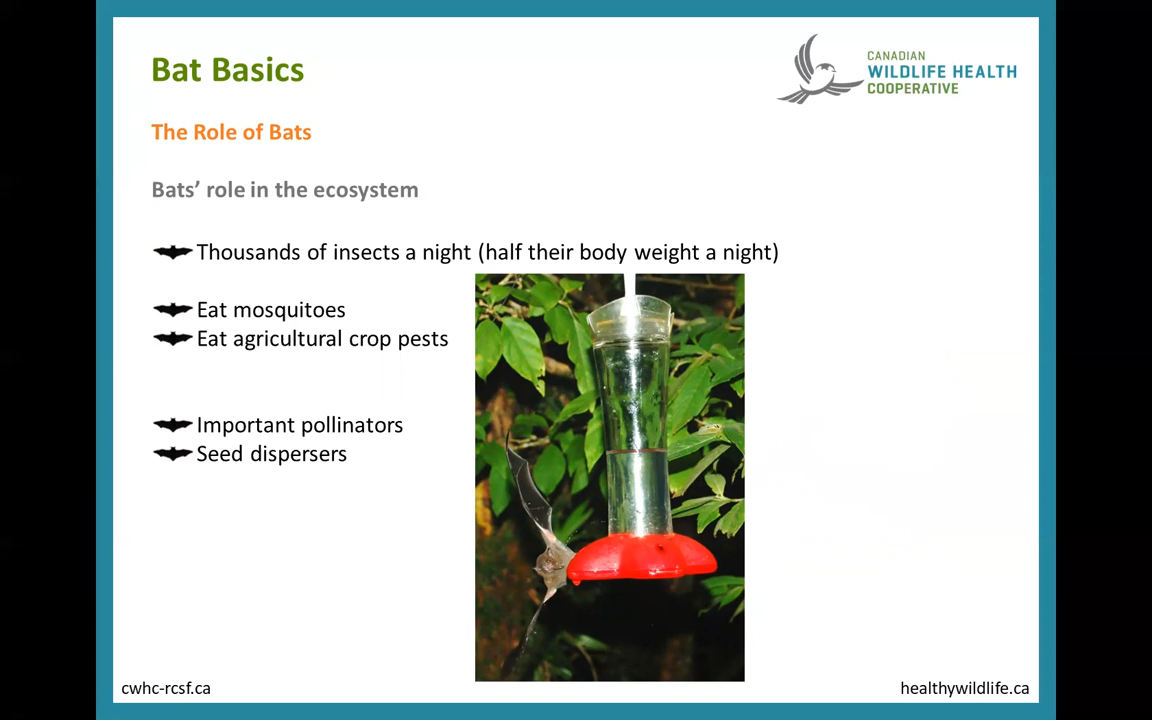 Bat Basics
CANADIAN
WILDLIFE HEALTH
COOPERATIVE
The Role of Bats
Bats’ role in the ecosystem
Thousands of insects a night (half their body weight a night)
Eat mosquitoes
Eat agricultural crop pests
Important pollinators
Seed dispersers
cwhc-rcsf.ca
healthywildlife.ca